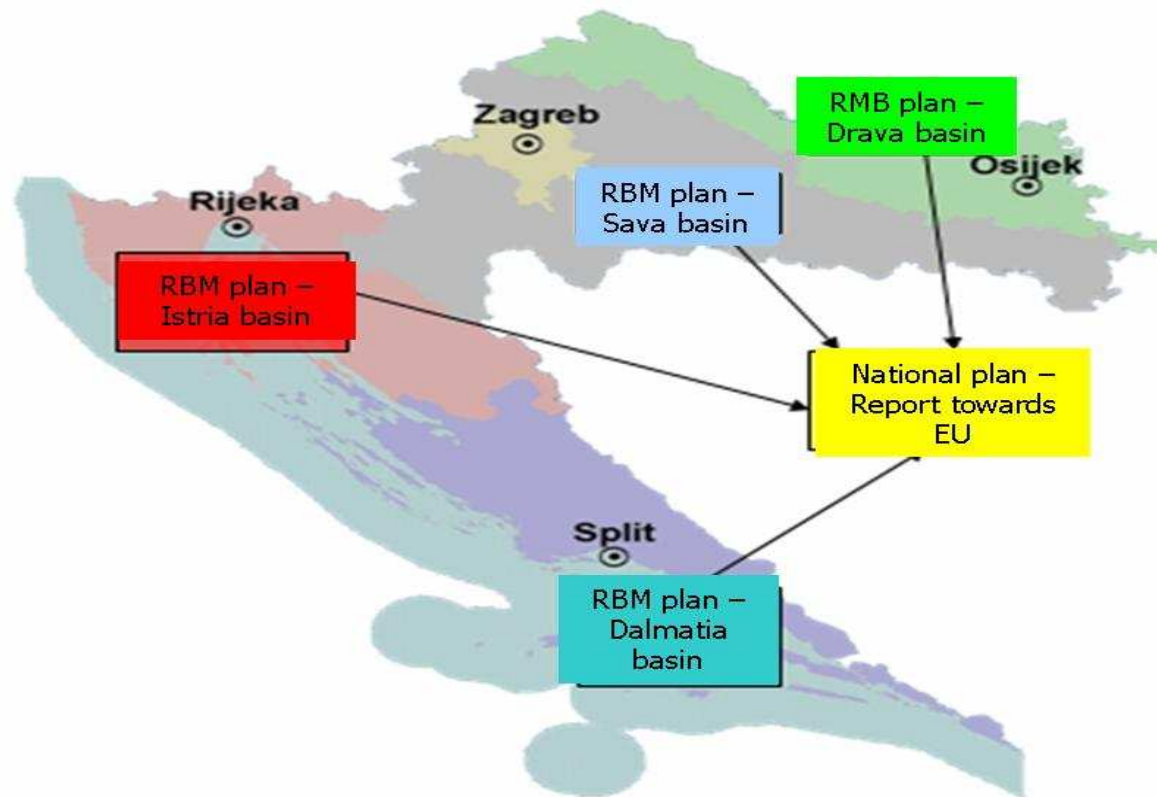 Zagreb
RMB plan –
Drava basin
Osijek
RBM plan –
Sava basin
Rijeka
RBM plan –
Istria basin
National plan –
Report towards
EU
Split
RBM plan –
Dalmatia
basin